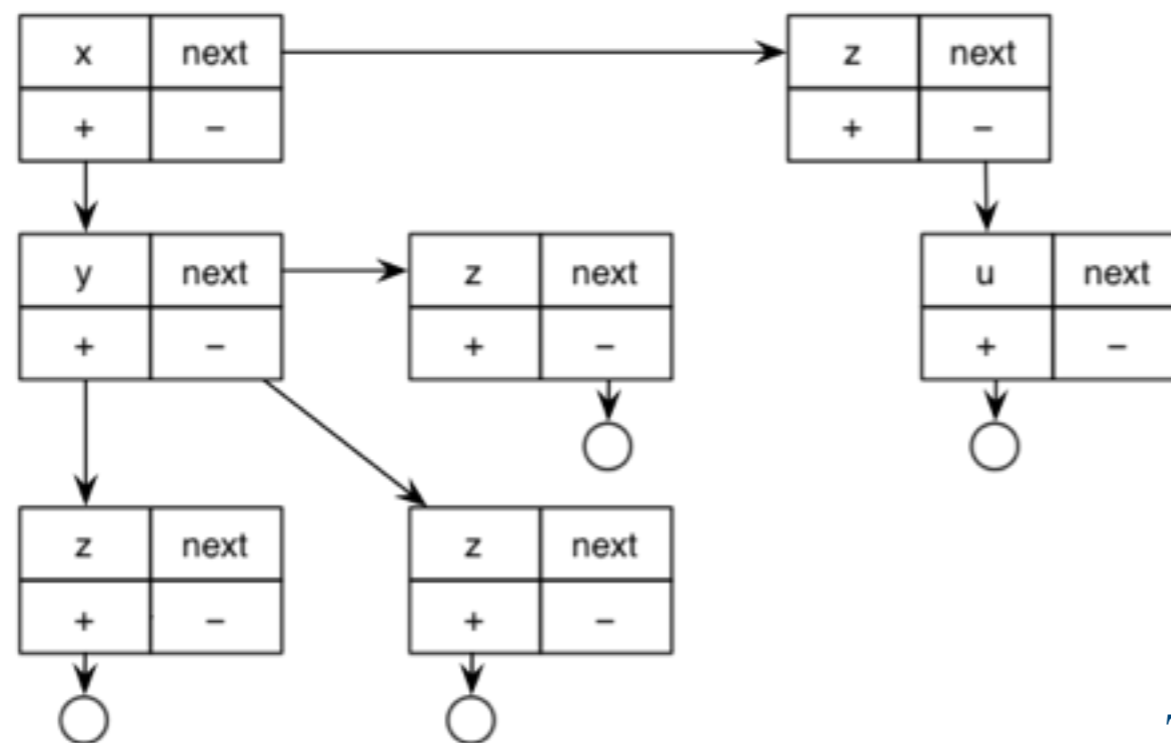 x next z next
+ − + −
y next z next u next
+ − + − + −
z next z next
+ − + −